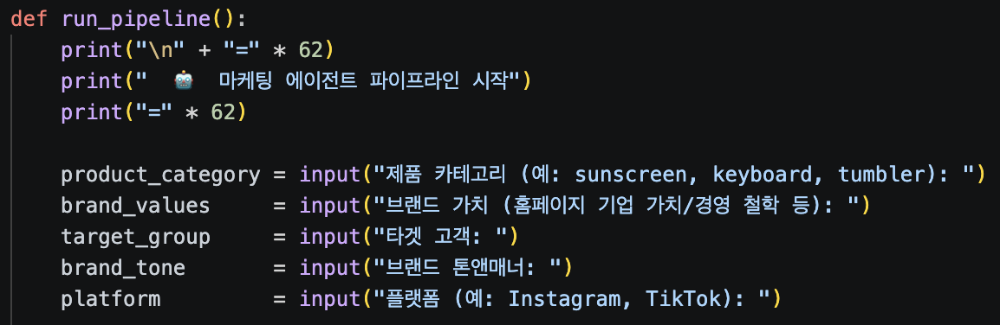 def run_pipeline():
    print("\n" + "=" * 62)
    print("  🤖  마케팅 에이전트 파이프라인 시작")
    print("=" * 62)

    product_category = input("제품 카테고리 (예: sunscreen, keyboard, tumbler): ")
    brand_values     = input("브랜드 가치 (홈페이지 기업 가치/경영 철학 등): ")
    target_group     = input("타겟 고객: ")
    brand_tone       = input("브랜드 톤앤매너: ")
    platform         = input("플랫폼 (예: Instagram, TikTok): ")